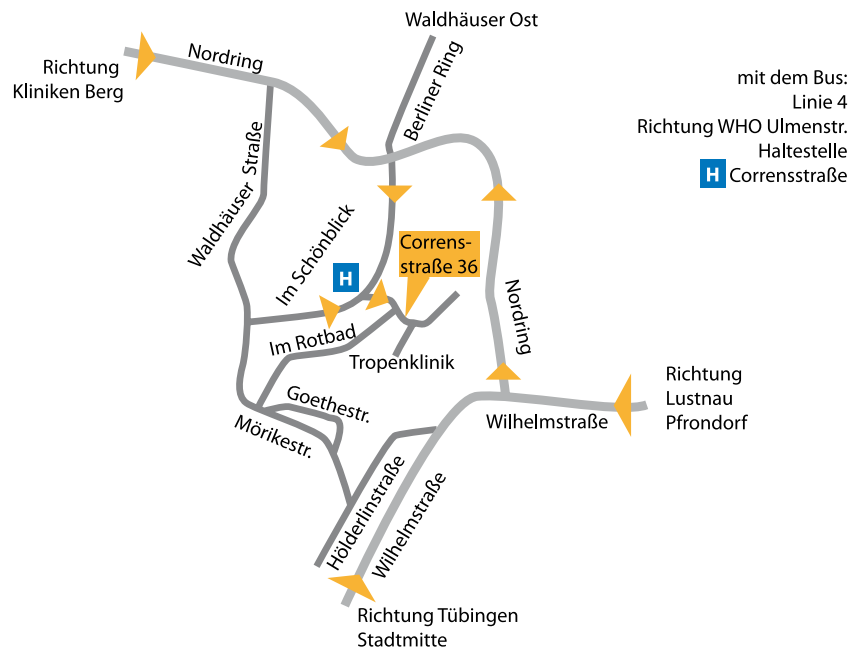 Waldhäuser Ost
Nordring
Richtung
Kliniken Berg
Berliner Ring
mit dem Bus:
Linie 4
Richtung WHO Ulmenstr.
Haltestelle
H Corrensstraße
Waldhäuser Straße
Im Schönblick
Correns-
straße 36
H
Im Rotbad
Tropenklinik
Nordring
Richtung
Lustnau
Pfrondorf
Goethestr.
Mörikestr.
Wilhelmstraße
Hölderlinstraße
Wilhelmstraße
Richtung Tübingen
Stadtmitte